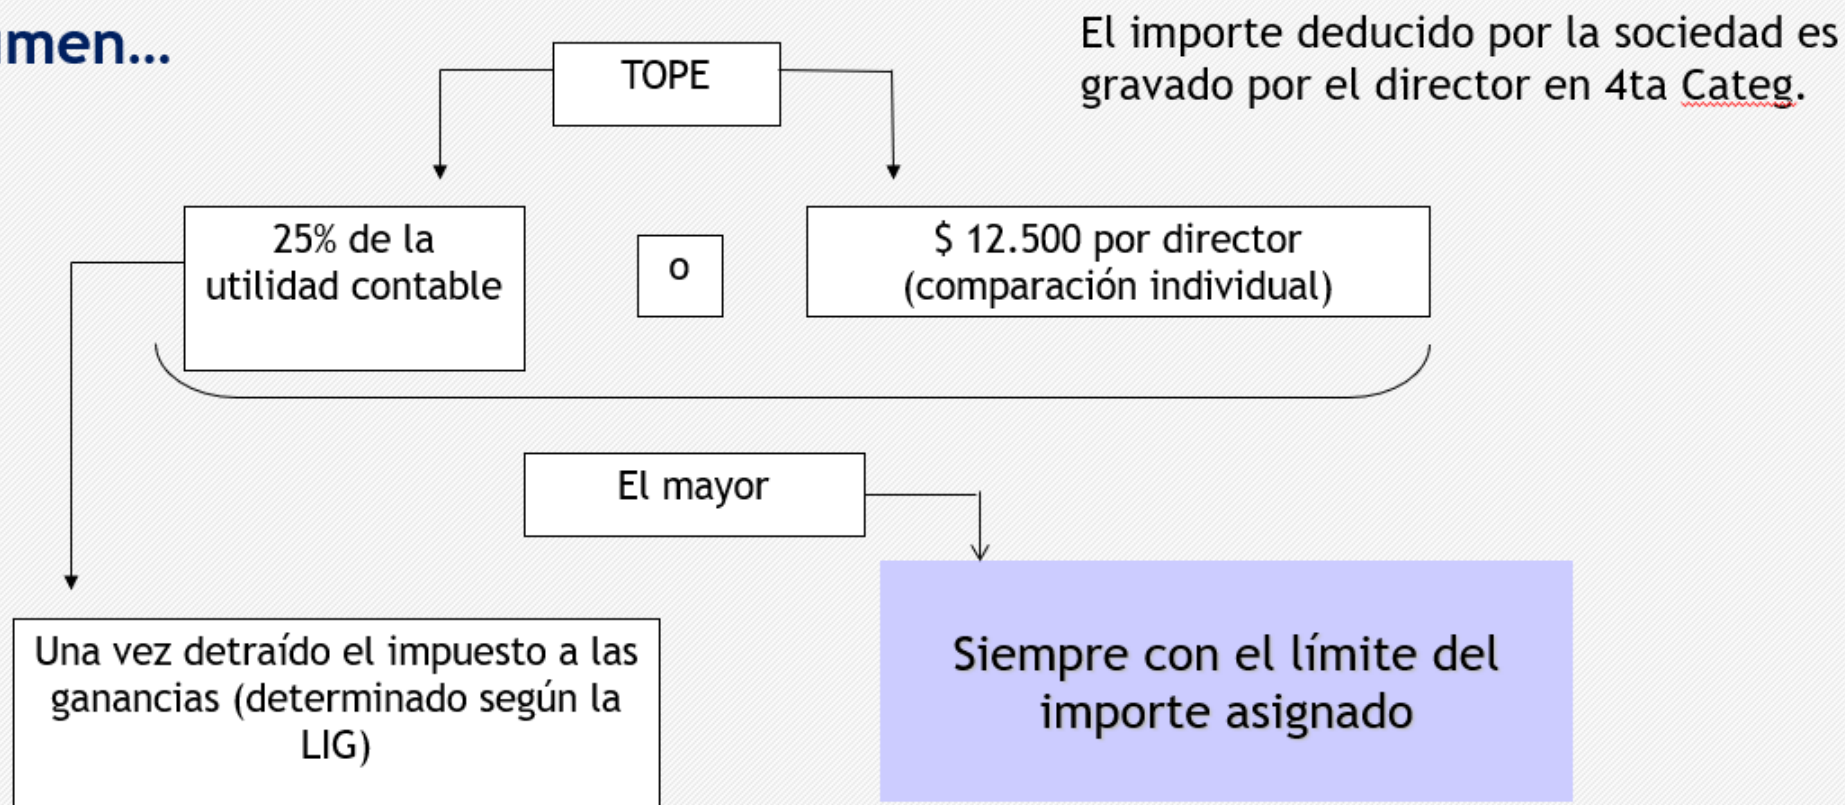 men...
El importe deducido por la sociedad es
gravado por el director en 4ta Categ.
TOPE
25% de la
utilidad contable
o
$ 12.500 por director
(comparación individual)
El mayor
Una vez detraído el impuesto a las
ganancias (determinado según la
LIG)
Siempre con el límite del
importe asignado